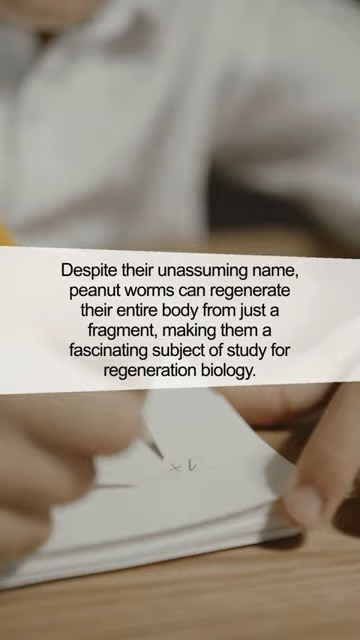 Despite their unassuming name,
peanut worms can regenerate
their entire body from just a
fragment, making them a
fascinating subject of study for
regeneration biology.